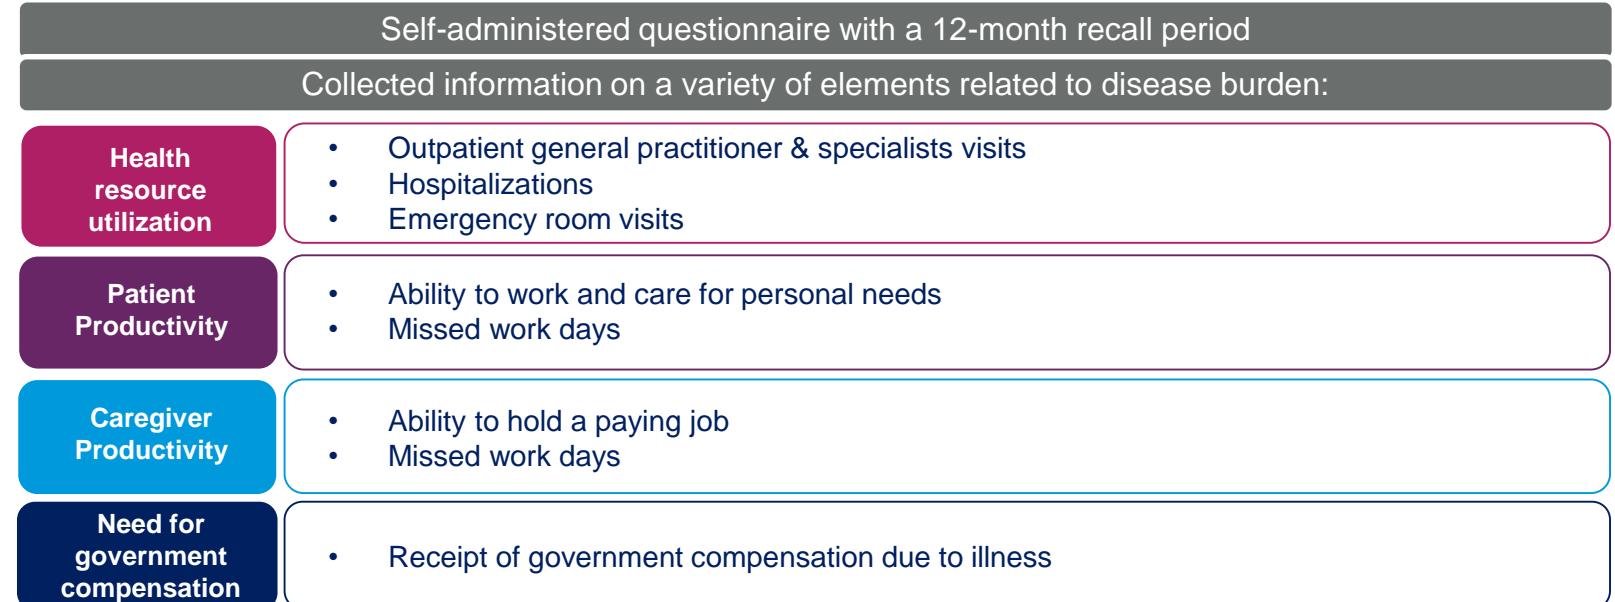 Self-administered questionnaire with a 12-month recall period
Collected information on a variety of elements related to disease burden:
Health
resource
utilization
• Outpatient general practitioner & specialists visits
• Hospitalizations
• Emergency room visits
Patient
Productivity
• Ability to work and care for personal needs
• Missed work days
Caregiver
Productivity
• Ability to hold a paying job
• Missed work days
Need for
government
compensation
• Receipt of government compensation due to illness